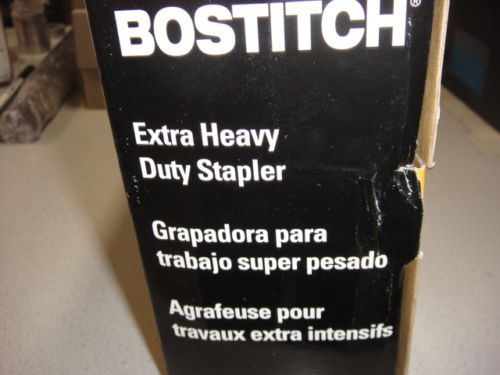 BOSTITCH®
Extra Heavy
Duty Stapler
Grapadora para
trabajo super pesado
Agrafeuse pour
travaux extra intensifs